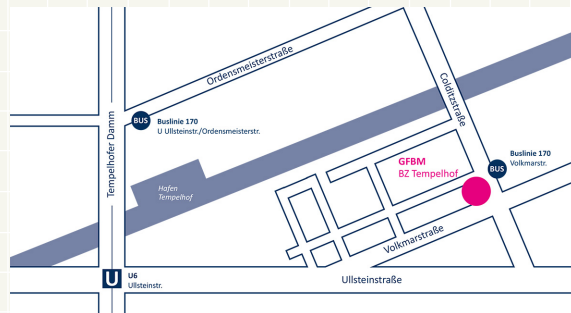 Ordensmeisterstraße
Colditzstraße
BUS
Buslinie 170
U Ullsteinstr./Ordensmeisterstr.
Tempelhofer Damm
GFBM
BZ Tempelhof
Buslinie 170
Volkmarstr.
BUS
Hafen
Tempelhof
Volkmarstraße
U
U6
Ullsteinstr.
Ullsteinstraße